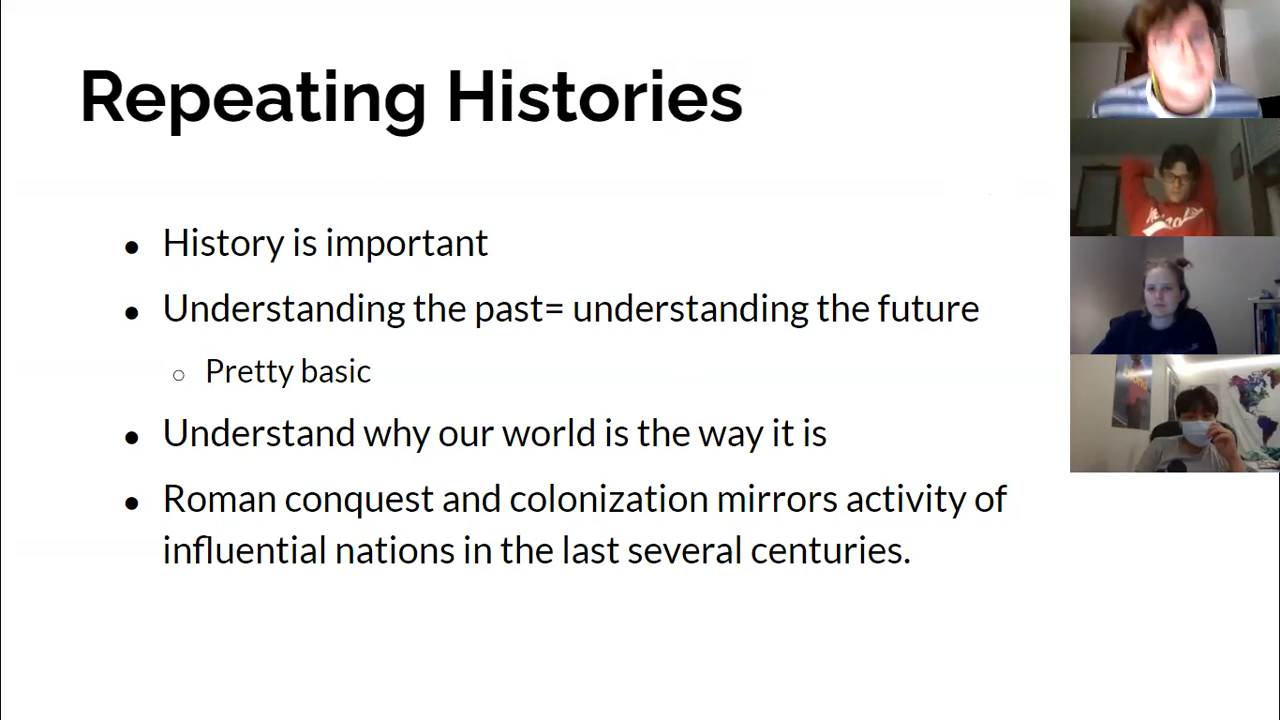 Repeating Histories
● History is important
● Understanding the past= understanding the future
○ Pretty basic
● Understand why our world is the way it is
● Roman conquest and colonization mirrors activity of
influential nations in the last several centuries.